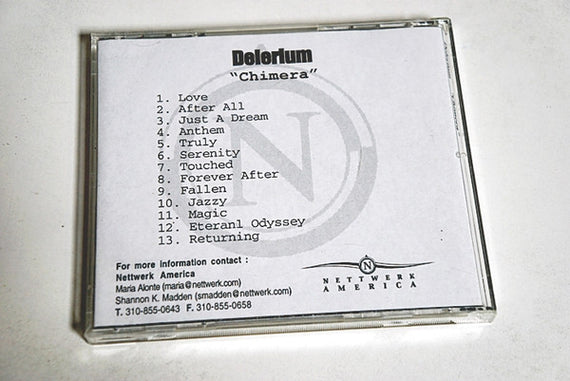 Delerium
"Chimera"
1. Love
2. After All
3. Just A Dream
4. Anthem
5. Truly
6. Serenity
7. Touched
8. Forever After
9. Fallen
10. Jazzy
11. Magic
12. Eteranl Odyssey
13. Returning
N
For more information contact :
Nettwerk America
Maria Alonte (maria@nettwerk.com)
Shannon K. Madden (smadden@nettwerk.com)
T. 310-855-0643 F. 310-855-0658
N
NETTWERK
AMERICA